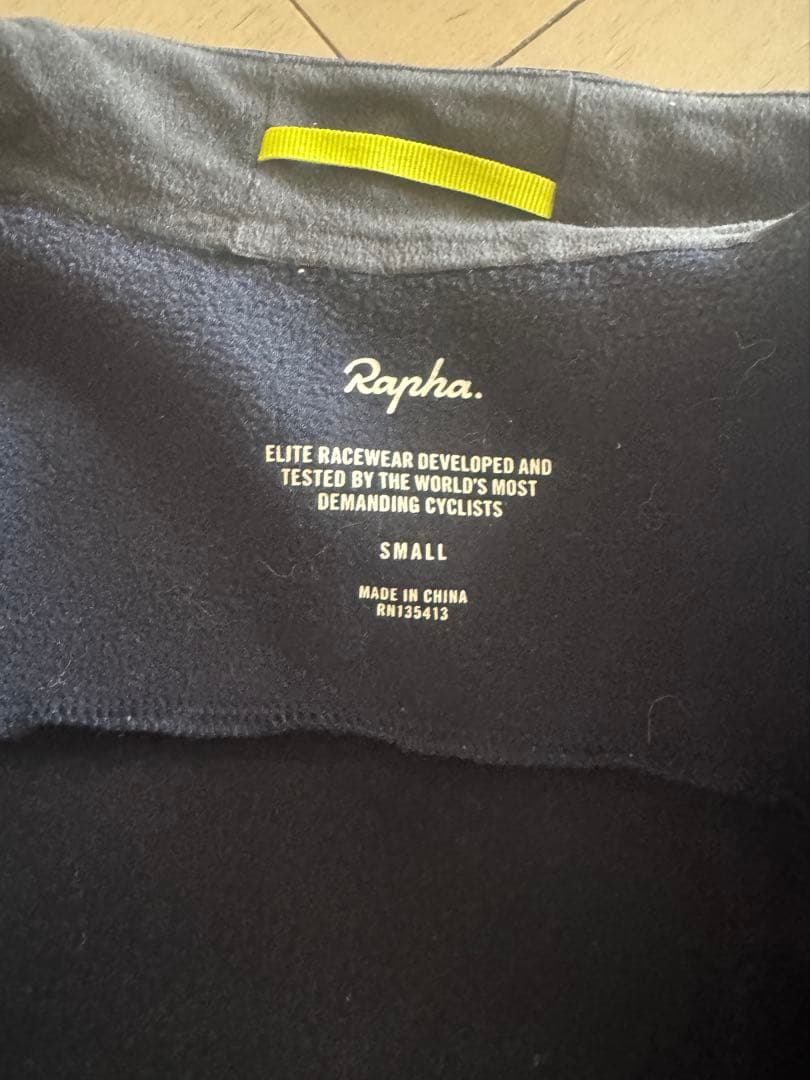 Rapha.
ELITE RACEWEAR DEVELOPED AND
TESTED BY THE WORLD'S MOST
DEMANDING CYCLISTS
SMALL
MADE IN CHINA
RN135413